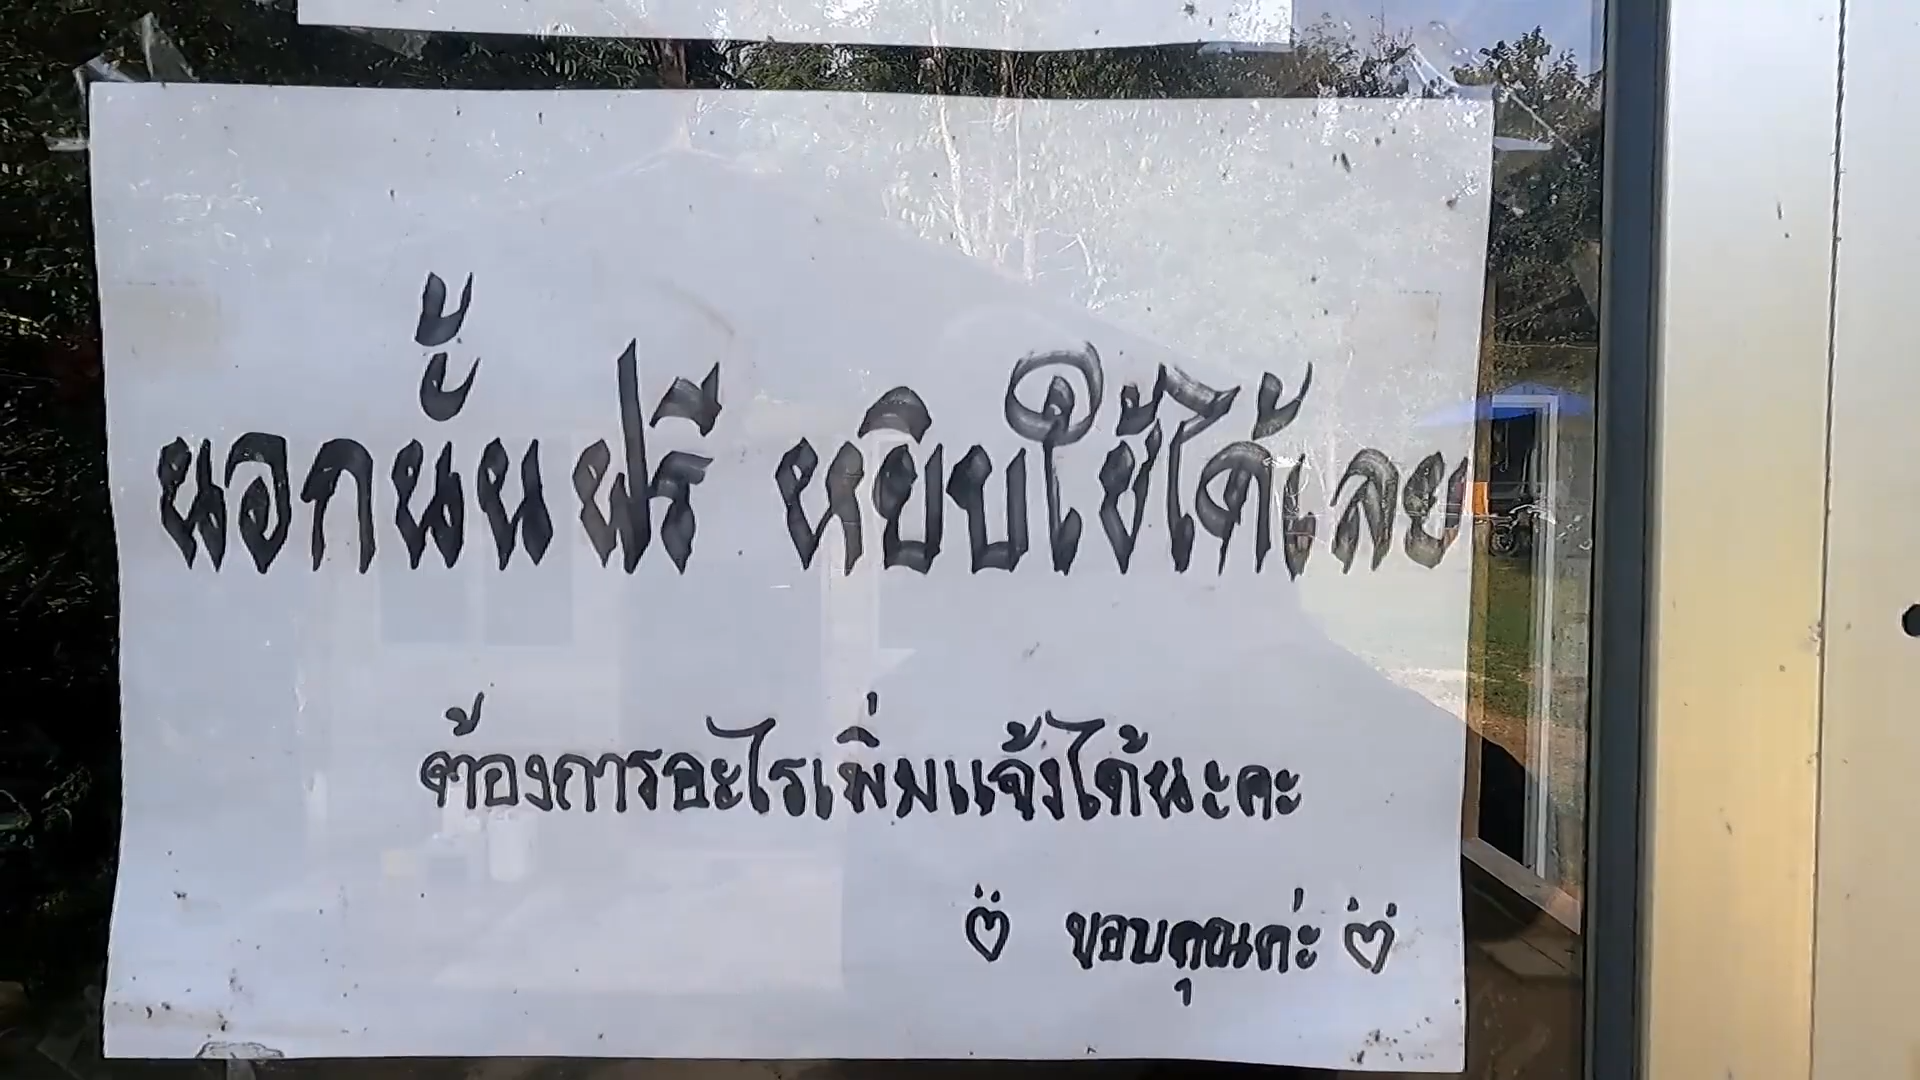 นอกนั้นฟรี หยิบใช้ได้เลย
ต้องการอะไรเพิ่มแจ้งได้นะคะ
ขอบคุณค่ะ